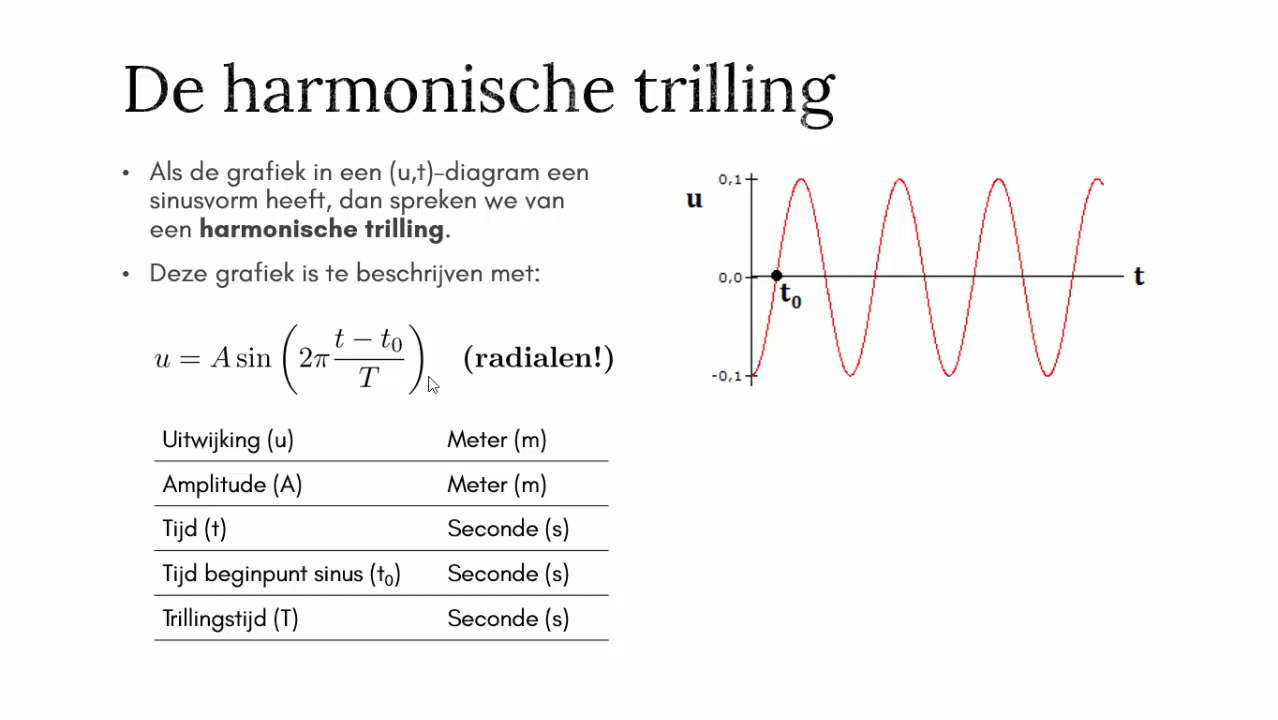 De harmonische trilling
• Als de grafiek in een (u,t)-diagram een
sinusvorm heeft, dan spreken we van
een harmonische trilling.
• Deze grafiek is te beschrijven met:
u = A sin (2π (t − t₀)/T) (radialen!)
Uitwijking (u) Meter (m)
Amplitude (A) Meter (m)
Tijd (t) Seconde (s)
Tijd beginpunt sinus (t₀) Seconde (s)
Trillingstijd (T) Seconde (s)
0,1
u
0,0
t
t₀
-0,1